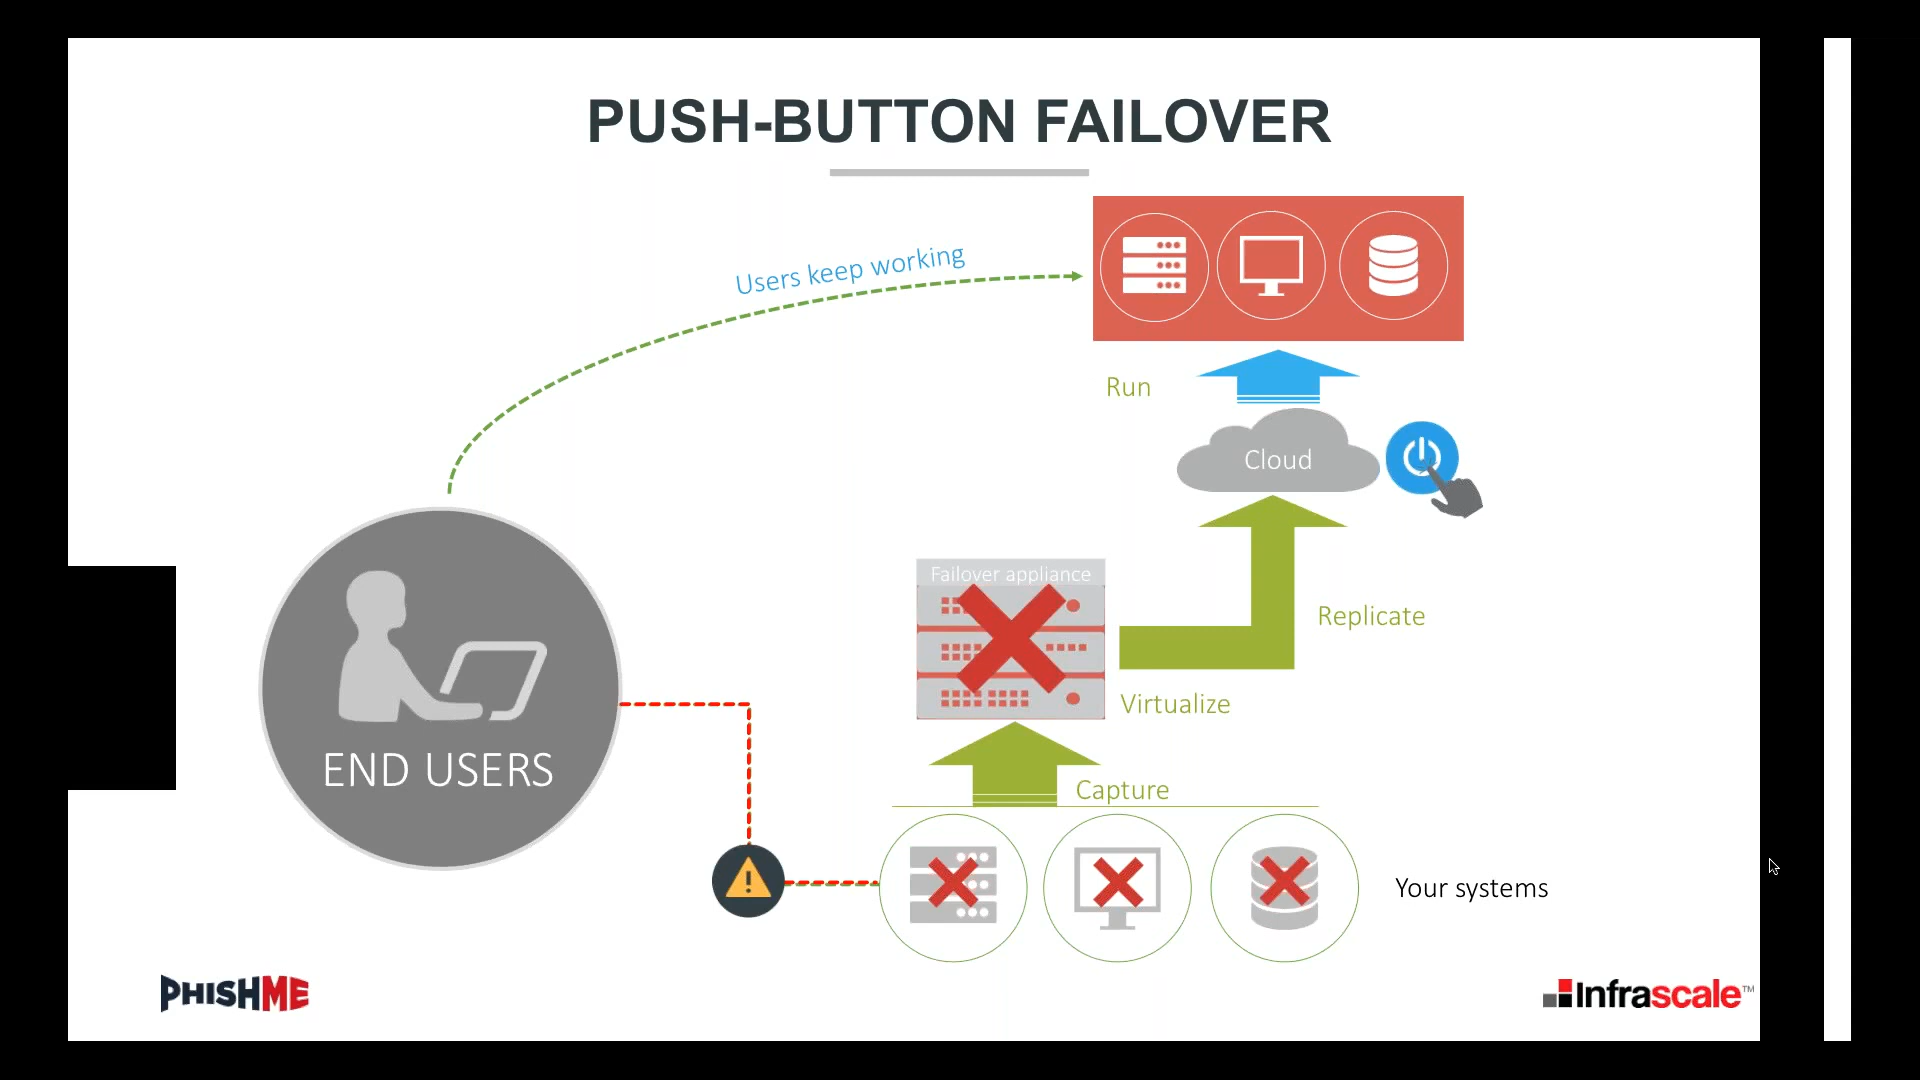 PUSH-BUTTON FAILOVER
Users keep working
Run
Cloud
Failover appliance
Replicate
Virtualize
END USERS
Capture
Your systems
PHISHME
Infrascale™